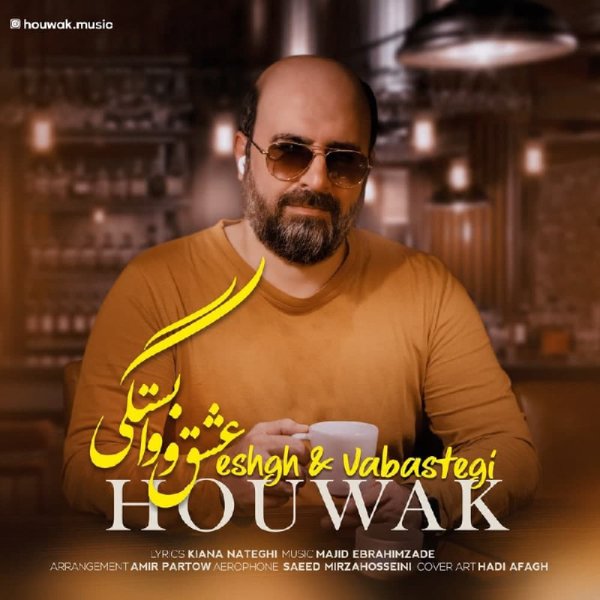 houwak.music
عشق و وابستگی
eshgh & Vabastegi
HOUWAK
LYRICS KIANA NATEGHI MUSIC MAJID EBRAHIMZADE
ARRANGEMENT AMIR PARTOW AEROPHONE SAEED MIRZAHOSSEINI COVER ART HADI AFAGH